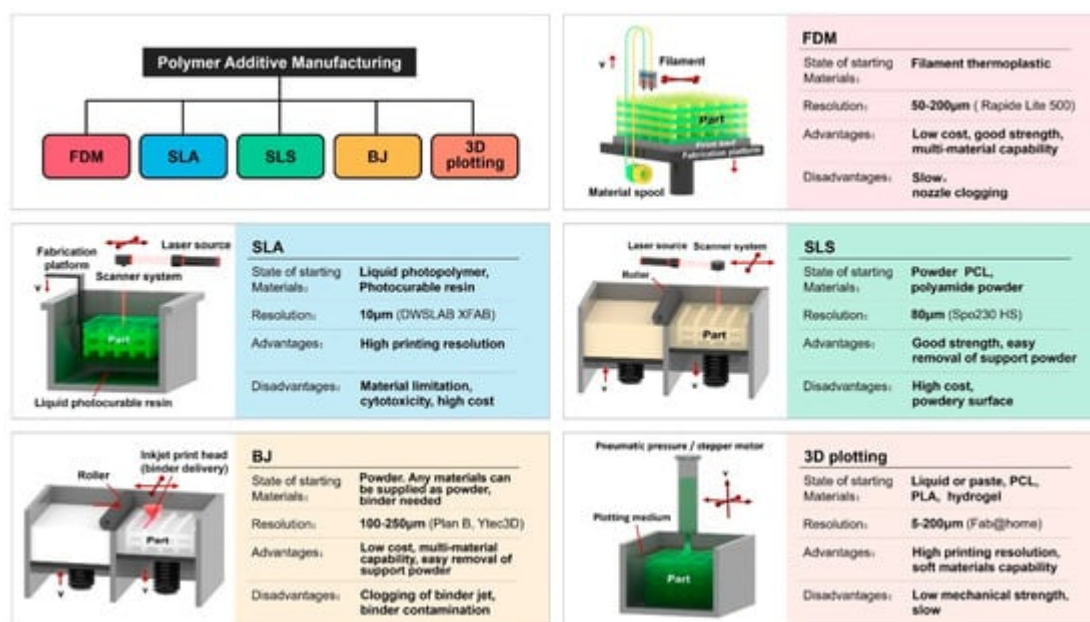 Polymer Additive Manufacturing
FDM
SLA
SLS
BJ
3D
plotting
Filament
Part
Fabrication platform
Material spool
FDM
State of starting
Materials:
Filament thermoplastic
Resolution:
50-200μm ( Rapide Lite 500)
Advantages:
Low cost, good strength,
multi-material capability
Disadvantages:
Slow,
nozzle clogging
Fabrication
platform
Laser source
Scanner system
Part
Liquid photocurable resin
SLA
State of starting
Materials:
Liquid photopolymer,
Photocurable resin
Resolution:
10μm (DWSLAB XFAB)
Advantages:
High printing resolution
Disadvantages:
Material limitation,
cytotoxicity, high cost
Laser source
Scanner system
Roller
Part
SLS
State of starting
Materials:
Powder PCL,
polyamide powder
Resolution:
80μm (Spo230 HS)
Advantages:
Good strength, easy
removal of support powder
Disadvantages:
High cost,
powdery surface
Inkjet print head
(binder delivery)
Roller
Part
BJ
State of starting
Materials:
Powder. Any materials can
be supplied as powder,
binder needed
Resolution:
100-250μm (Plan B, Ytec3D)
Advantages:
Low cost, multi-material
capability, easy removal of
support powder
Disadvantages:
Clogging of binder jet,
binder contamination
Pneumatic pressure / stepper motor
Plotting medium
Part
3D plotting
State of starting
Materials:
Liquid or paste, PCL,
PLA, hydrogel
Resolution:
5-200μm (Fab@home)
Advantages:
High printing resolution,
soft materials capability
Disadvantages:
Low mechanical strength,
slow